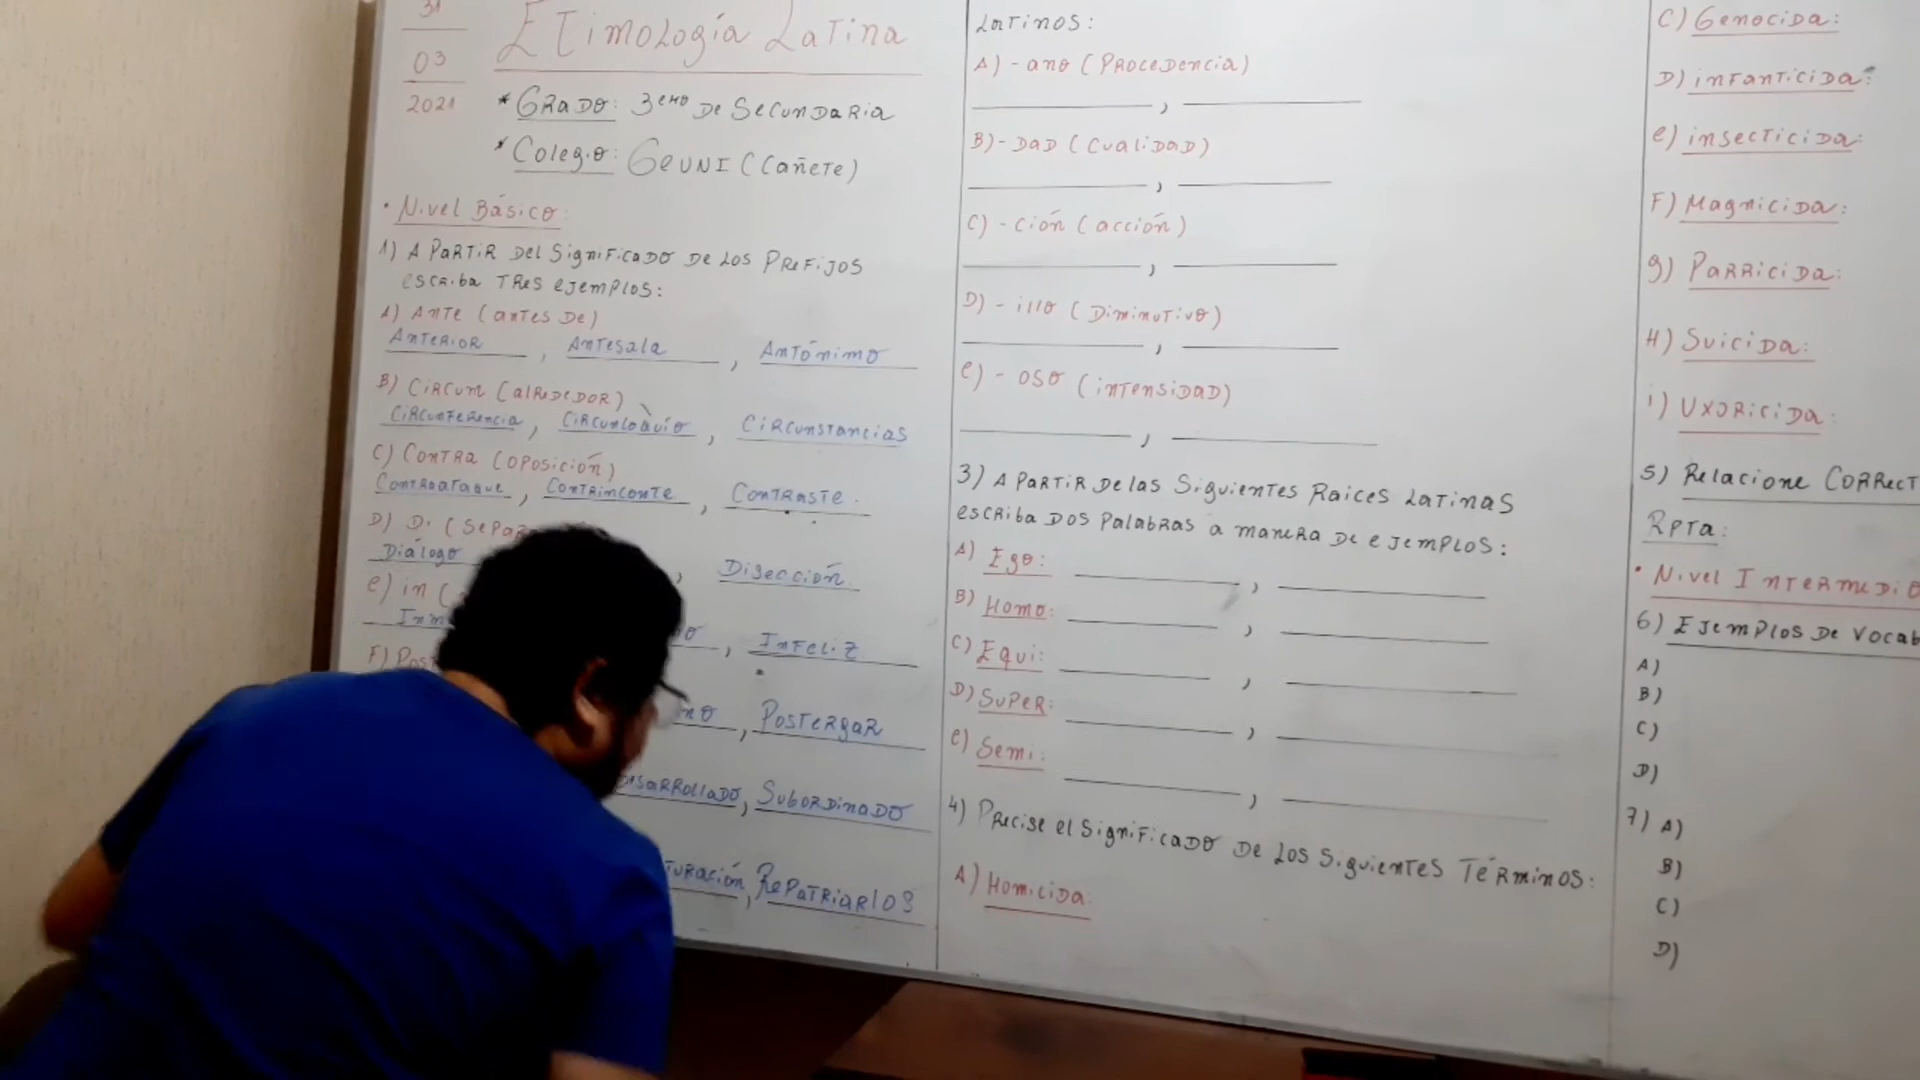 31
03
2021
Etimología Latina
* Grado: 3ero de Secundaria
* Colegio: GEUNI (Cañete)
• Nivel Básico:
1) A partir del significado de los prefijos
escriba tres ejemplos:
A) Ante (antes de)
Anterior, Antesala, Antónimo
B) Circum (alrededor)
Circunferencia, Circunloquio, Circunstancias
C) Contra (oposición)
Contraataque, Contrincante, Contraste.
D) Di (
Diálogo, Disección.
e) in (
, Infeliz
F) Post
, Postergar
, Subordinado
, Repatriarlos
Latinos:
A) - ano (Procedencia)
B) - Dad (Cualidad)
C) - ción (acción)
D) - illo (Diminutivo)
e) - oso (intensidad)
3) A partir de las siguientes raices latinas
escriba dos palabras a manera de ejemplos:
A) Ego:
B) Homo:
C) Equi:
D) Super:
e) Semi:
4) Precise el significado de los siguientes términos:
A) Homicida:
C) Genocida:
D) infanticida:
e) insecticida:
F) Magnicida:
g) Parricida:
H) Suicida:
i) Uxoricida:
5) Relacione
Rpta:
• Nivel Intermedio
6) Ejemplos de
A)
B)
C)
D)
7) A)
B)
C)
D)